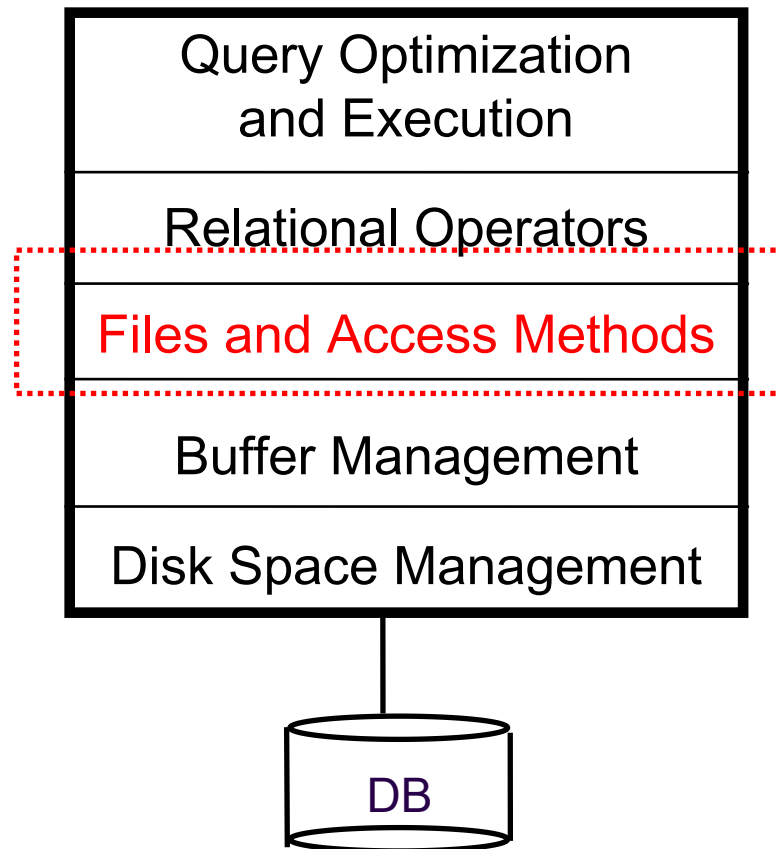 Query Optimization
and Execution
Relational Operators
Files and Access Methods
Buffer Management
Disk Space Management
DB